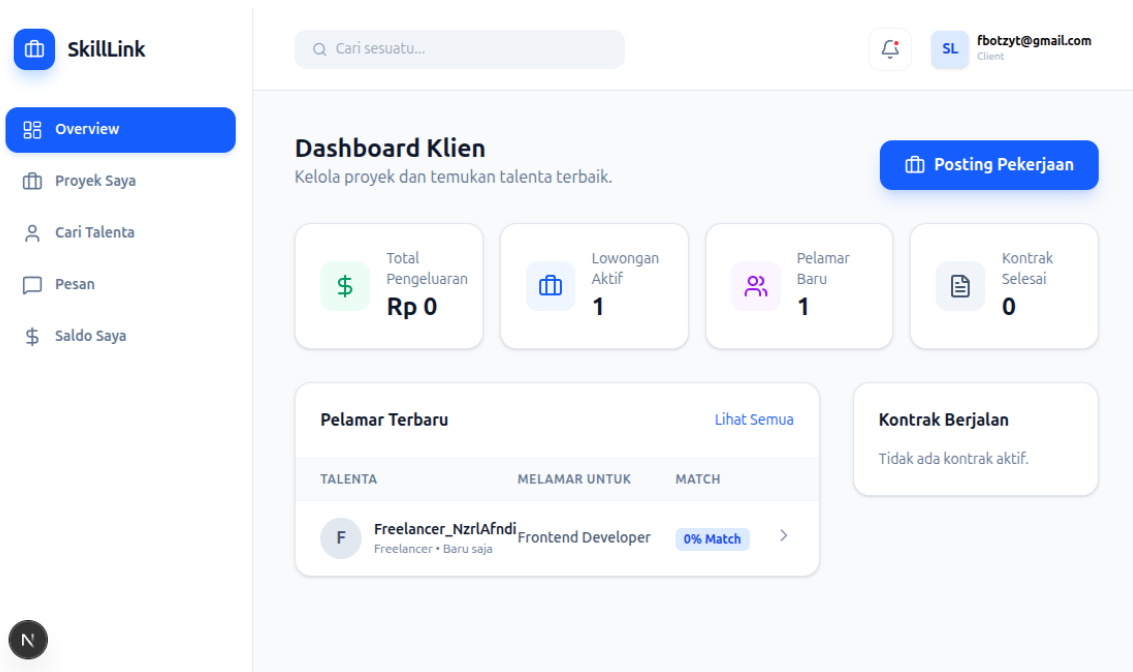 SkillLink
Cari sesuatu...
SL
fbotzyt@gmail.com
Client
Overview
Proyek Saya
Cari Talenta
Pesan
Saldo Saya
Dashboard Klien
Kelola proyek dan temukan talenta terbaik.
Posting Pekerjaan
Total
Pengeluaran
Rp 0
Lowongan
Aktif
1
Pelamar
Baru
1
Kontrak
Selesai
0
Pelamar Terbaru
Lihat Semua
TALENTA MELAMAR UNTUK MATCH
F
Freelancer_NzrlAfndi Frontend Developer 0% Match
Freelancer • Baru saja
Kontrak Berjalan
Tidak ada kontrak aktif.
N